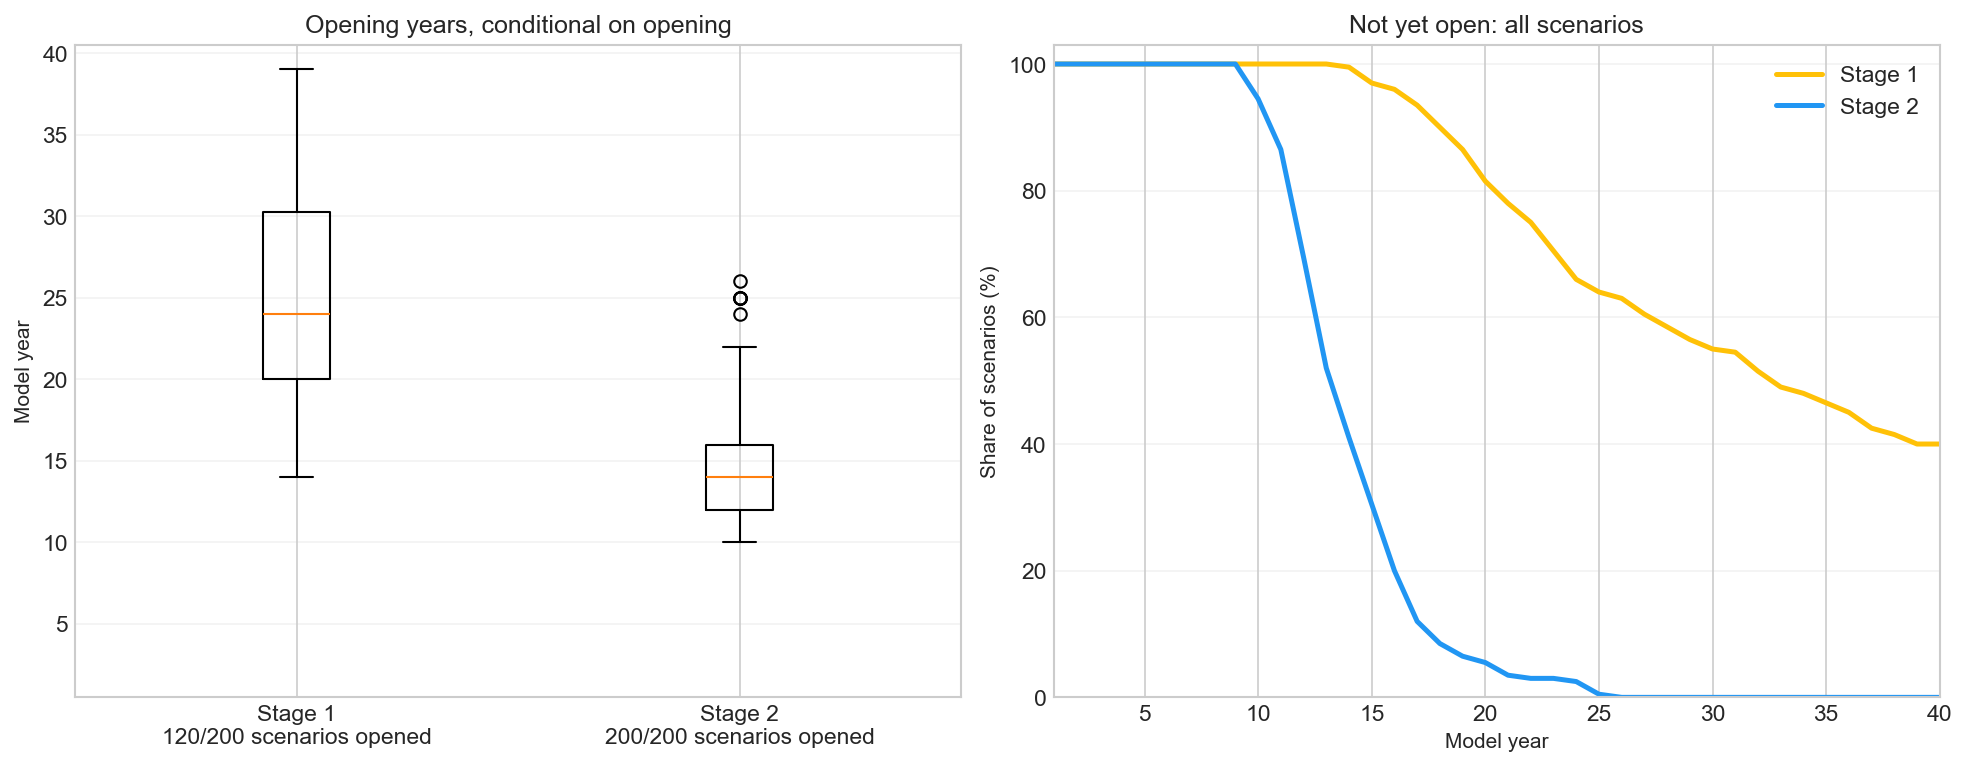 Opening years, conditional on opening
Model year
40
35
30
25
20
15
10
5
Stage 1
120/200 scenarios opened
Stage 2
200/200 scenarios opened
Not yet open: all scenarios
Stage 1
Stage 2
Share of scenarios (%)
100
80
60
40
20
0
5 10 15 20 25 30 35 40
Model year